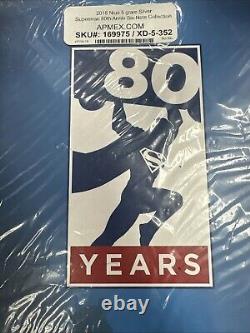 2018 Niue 5 gram Silver
Superman 80th Anniv Six-Note Collection
APMEX.COM
SKU#: 169975 / XD-5-352
80
YEARS